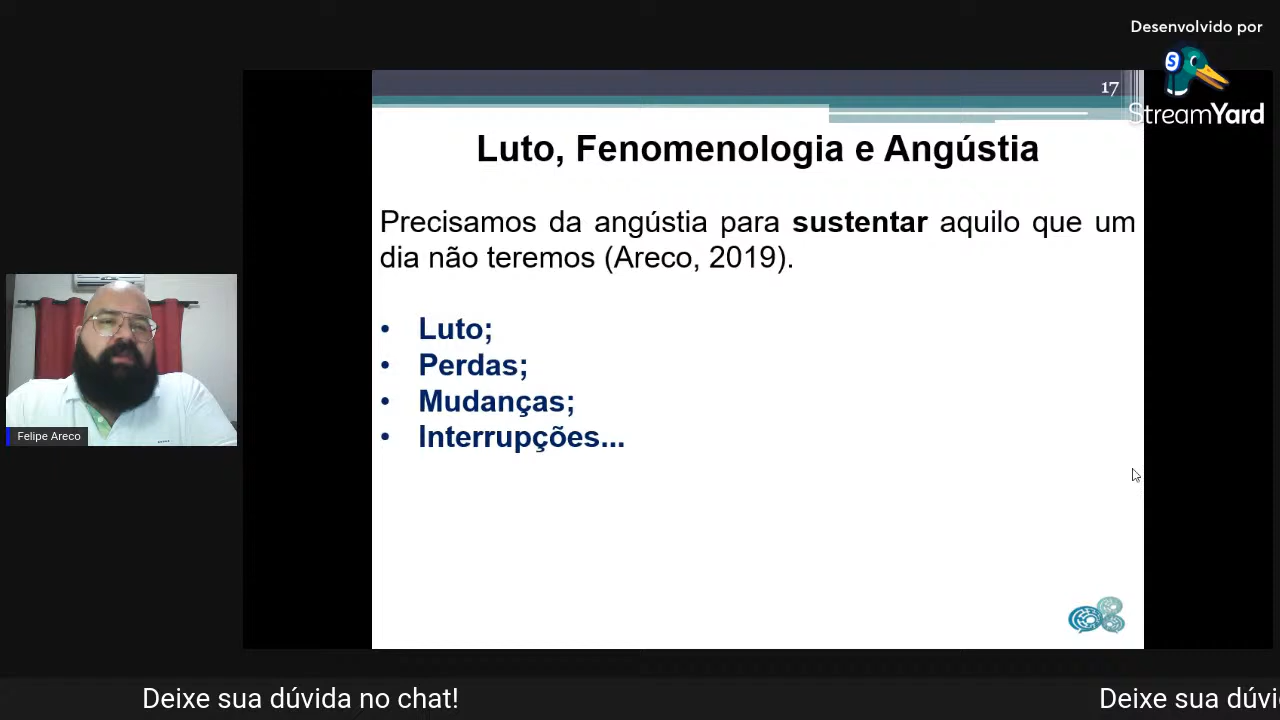 Desenvolvido por
StreamYard
17
Luto, Fenomenologia e Angústia
Precisamos da angústia para sustentar aquilo que um
dia não teremos (Areco, 2019).
• Luto;
• Perdas;
• Mudanças;
• Interrupções...
Felipe Areco
Deixe sua dúvida no chat!
Deixe sua dúvi